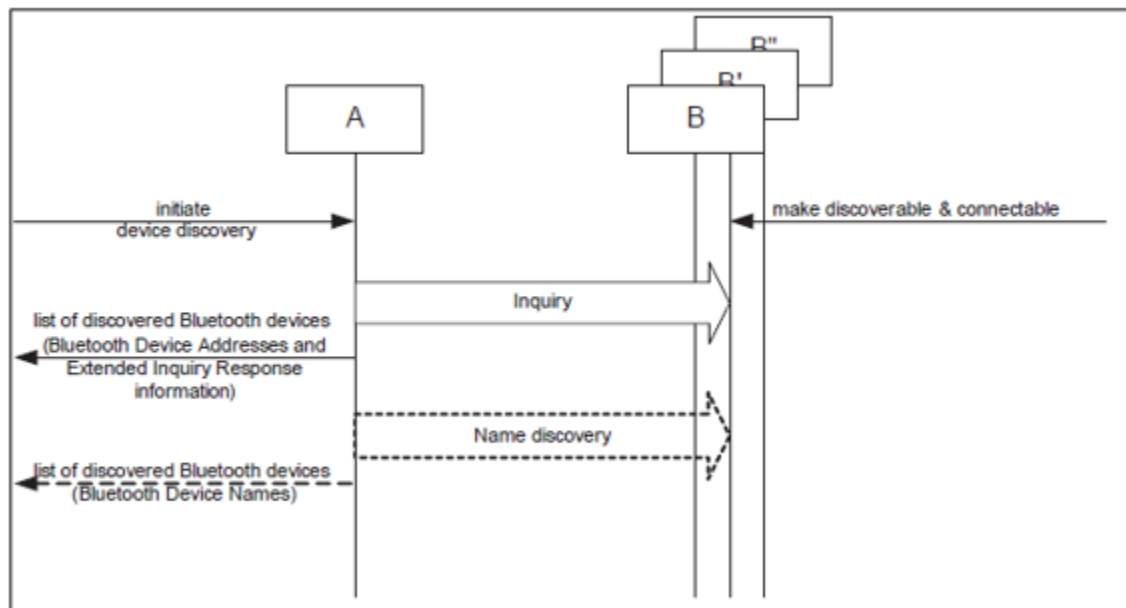 B"
B'
A
B
initiate
device discovery
make discoverable & connectable
Inquiry
list of discovered Bluetooth devices
(Bluetooth Device Addresses and
Extended Inquiry Response
information)
Name discovery
list of discovered Bluetooth devices
(Bluetooth Device Names)